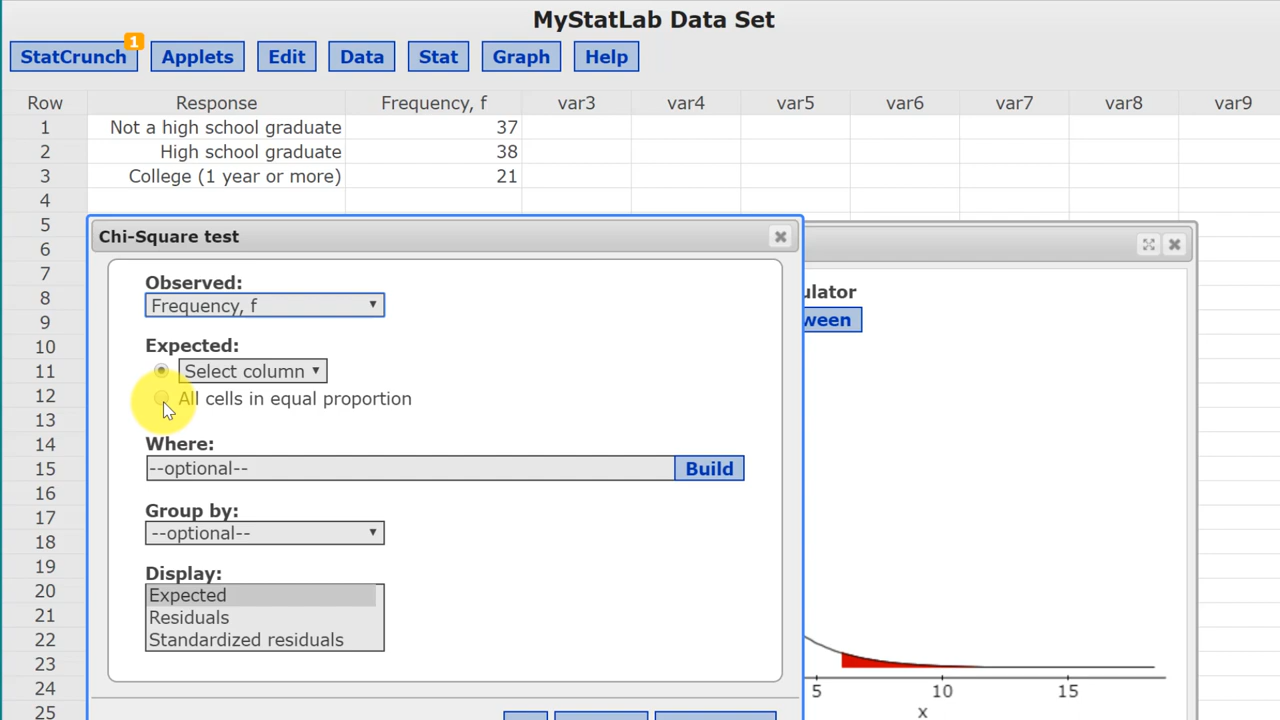 MyStatLab Data Set
StatCrunch 1 Applets Edit Data Stat Graph Help
Row Response Frequency, f var3 var4 var5 var6 var7 var8 var9
1 Not a high school graduate 37
2 High school graduate 38
3 College (1 year or more) 21
4
5
6
7
8
9
10
11
12
13
14
15
16
17
18
19
20
21
22
23
24
25
Chi-Square test
Observed:
Frequency, f
Expected:
Select column
All cells in equal proportion
Where:
--optional--
Build
Group by:
--optional--
Display:
Expected
Residuals
Standardized residuals
ulator
ween
5 10 15
x